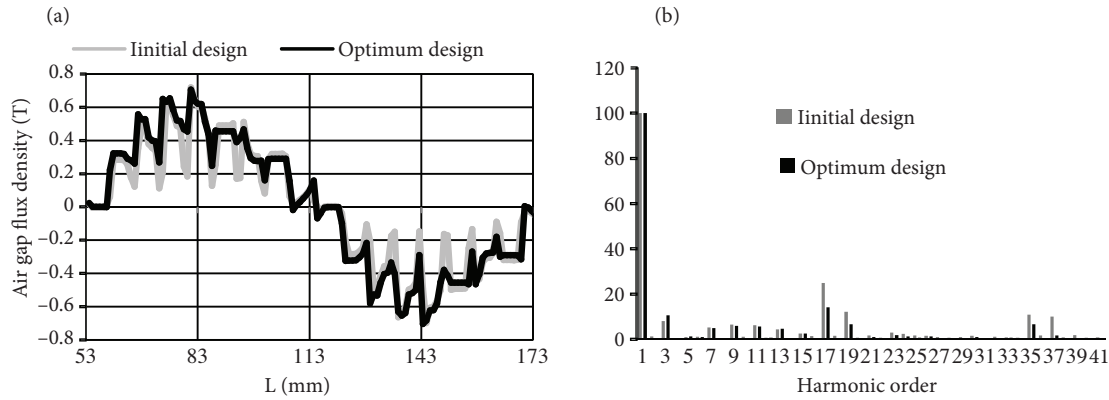 (a)
Iinitial design
Optimum design
Air gap flux density (T)
0.8
0.6
0.4
0.2
0
−0.2
−0.4
−0.6
−0.8
53 83 113 143 173
L (mm)
(b)
120
100
80
60
40
20
0
Iinitial design
Optimum design
1 3 5 7 9 11 13 15 17 19 21 23 25 27 29 31 33 35 37 39 41
Harmonic order